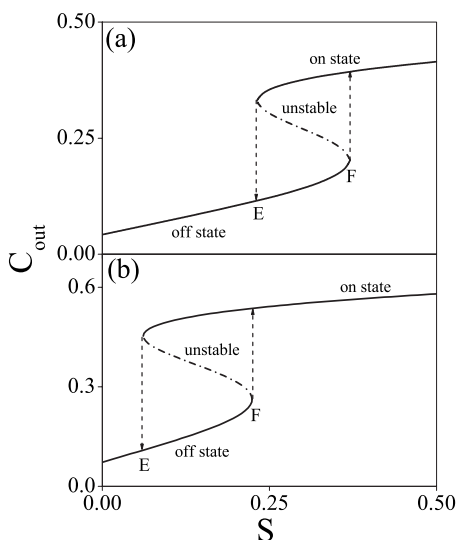 0.50
(a)
on state
unstable
0.25
F
E
off state
0.00
C_out
(b)
0.6
on state
unstable
0.3
F
off state
E
0.0
0.00 0.25 0.50
S